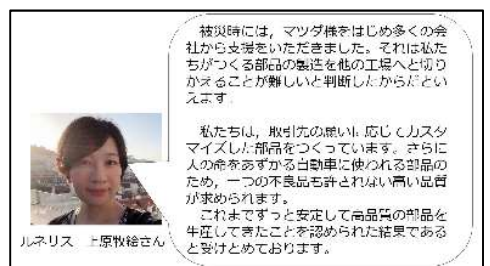 被災時には，マツダ様をはじめ多くの会
社から支援をいただきました。それは私た
ちがつくる部品の製造を他の工場へと切り
かえることが難しいと判断したからだとい
えます。
私たちは，取引先の願いに応じてカスタ
マイズした部品をつくっています。さらに
人の命をあずかる自動車に使われる部品の
ため，一つの不良品も許されない高い品質
が求められます。
これまでずっと安定して高品質の部品を
生産してきたことを認められた結果である
と受けとめております。
ルネサス　上原牧絵さん